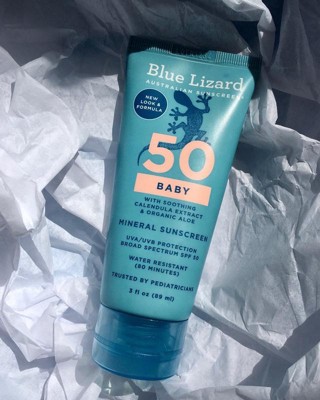 Blue Lizard
AUSTRALIAN SUNSCREEN
NEW
LOOK &
FORMULA
50
BABY
WITH SOOTHING
CALENDULA EXTRACT
& ORGANIC ALOE
MINERAL SUNSCREEN
UVA/UVB PROTECTION
BROAD SPECTRUM SPF 50
WATER RESISTANT
(80 MINUTES)
TRUSTED BY PEDIATRICIANS
3 fl oz (89 ml)